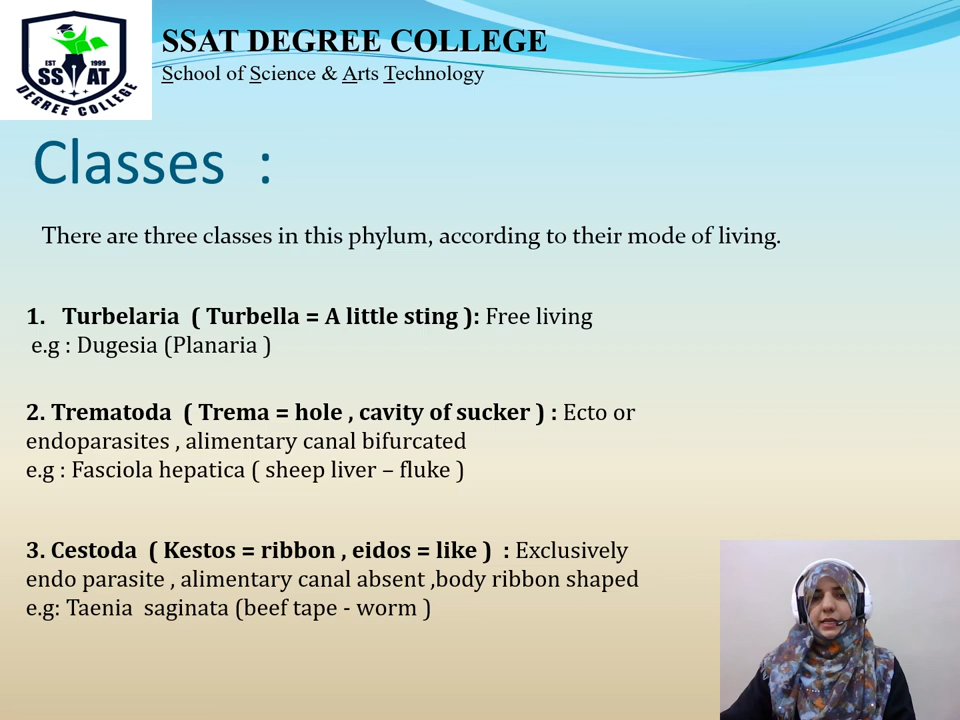 EST 1999
SS AT
DEGREE COLLEGE
SSAT DEGREE COLLEGE
School of Science & Arts Technology
Classes :
There are three classes in this phylum, according to their mode of living.
1. Turbelaria ( Turbella = A little sting ): Free living
e.g : Dugesia (Planaria )
2. Trematoda ( Trema = hole , cavity of sucker ) : Ecto or
endoparasites , alimentary canal bifurcated
e.g : Fasciola hepatica ( sheep liver – fluke )
3. Cestoda ( Kestos = ribbon , eidos = like ) : Exclusively
endo parasite , alimentary canal absent ,body ribbon shaped
e.g: Taenia saginata (beef tape - worm )